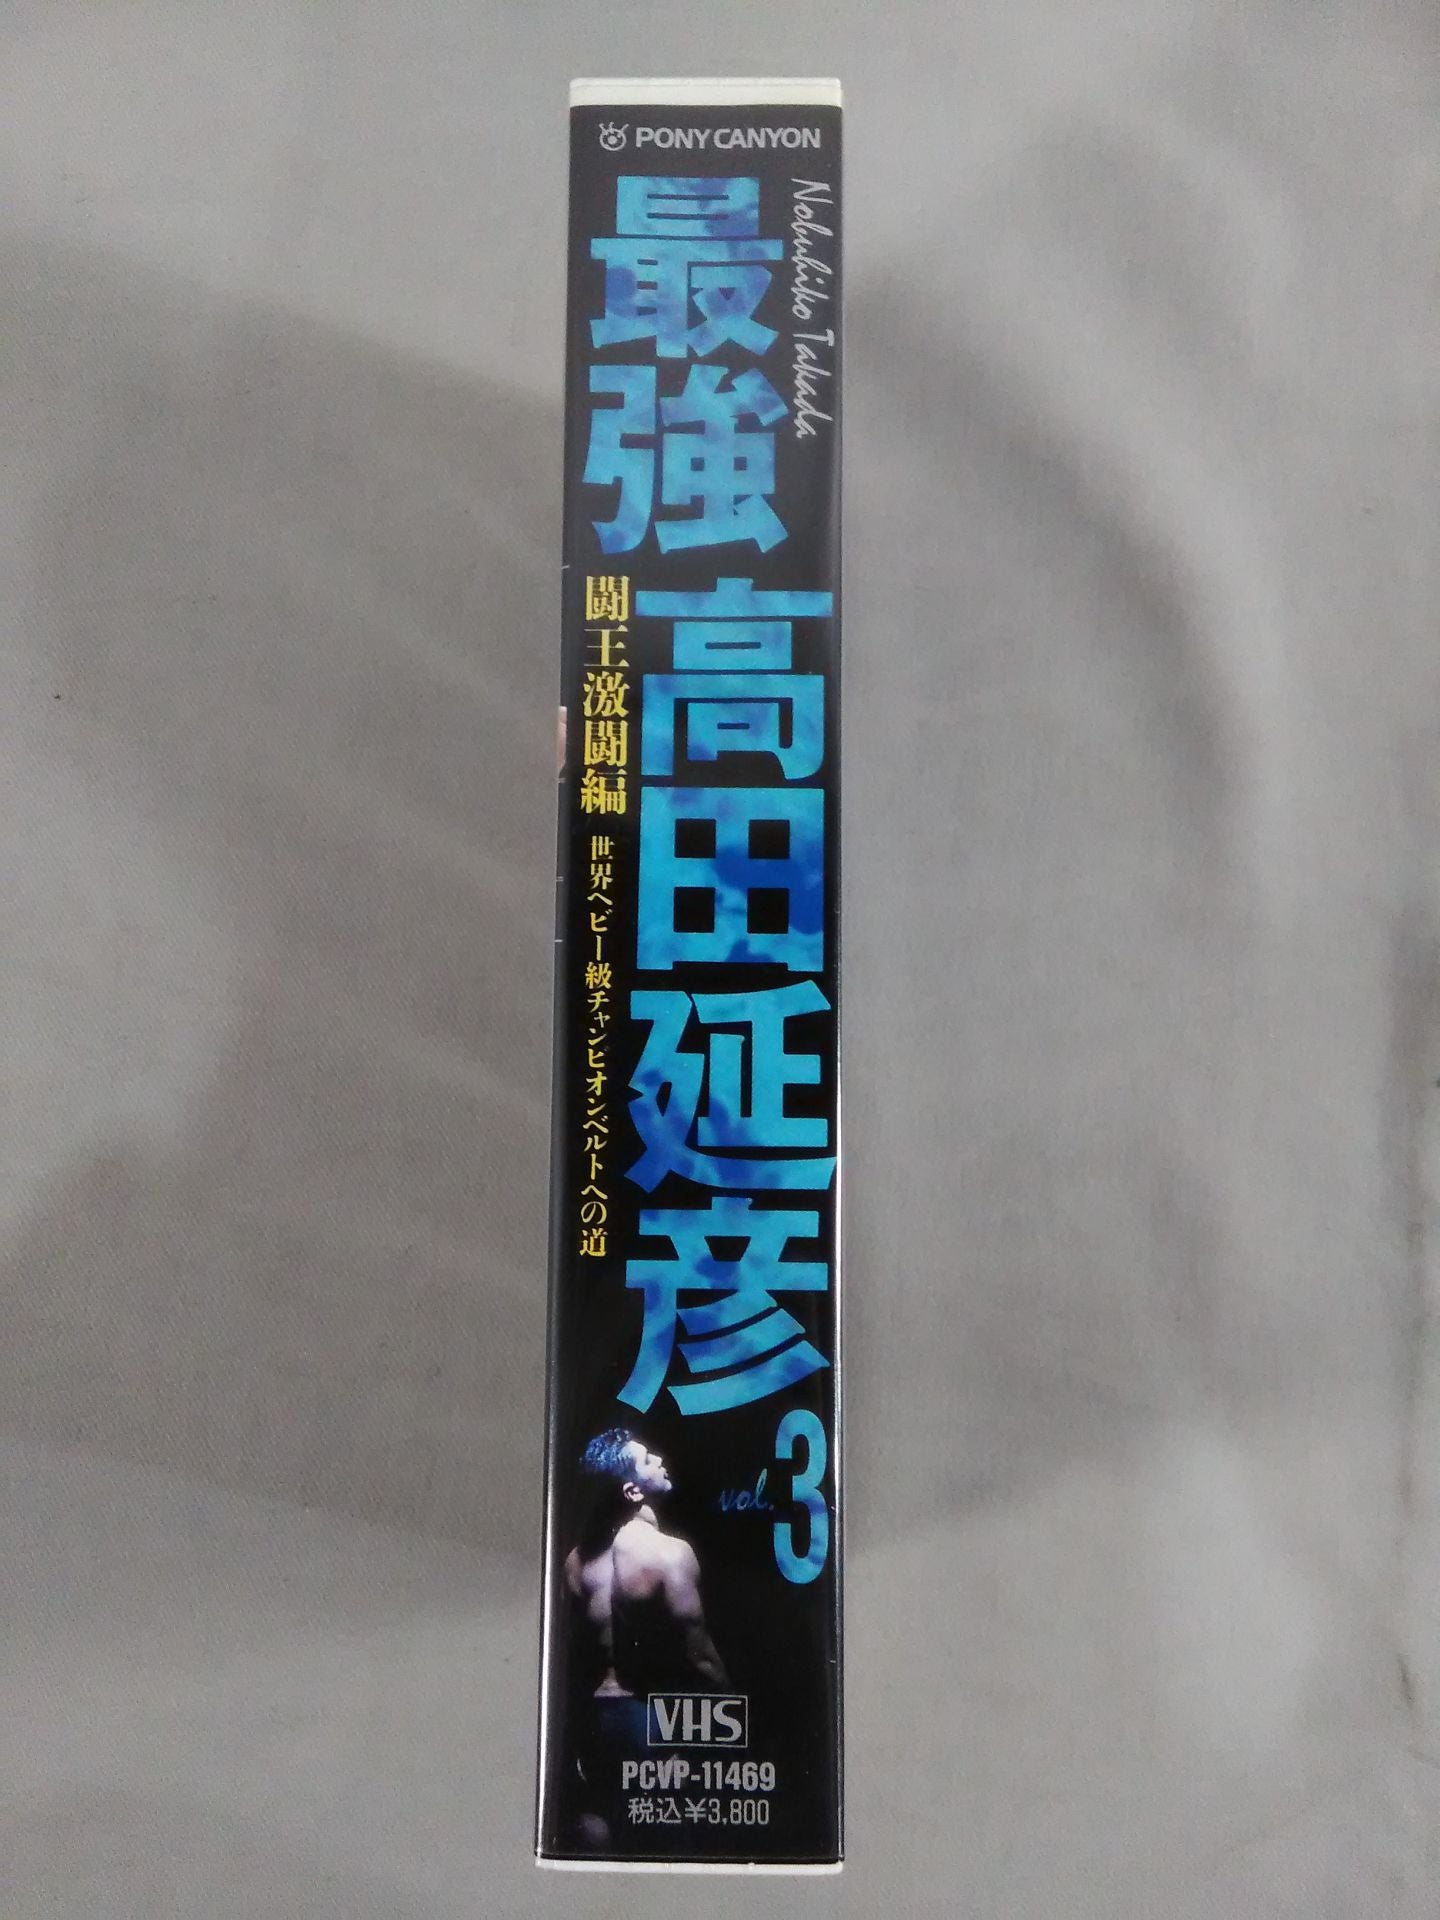 PONY CANYON
Nobuhiko Takada
最強
高田延彦
闘王激闘編
世界ヘビー級チャンピオンベルトへの道
vol.3
VHS
PCVP-11469
税込¥3,800